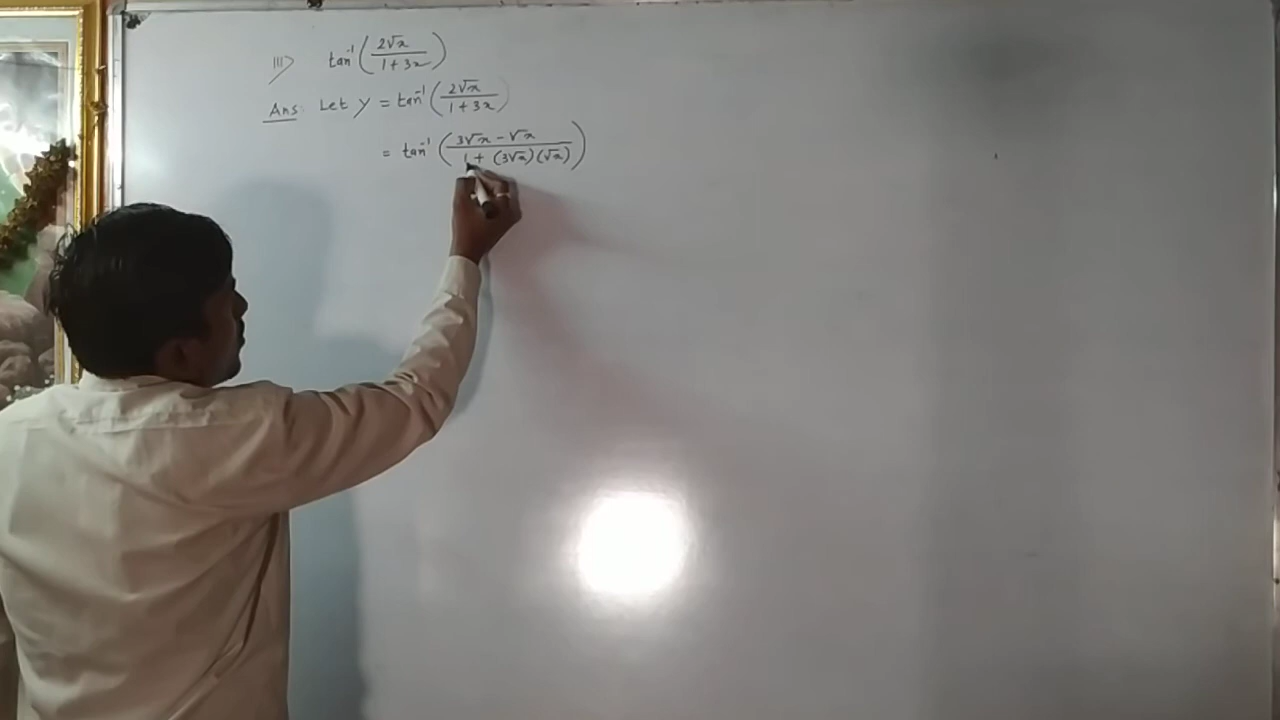 III> tan⁻¹(2√x / 1+3x)
Ans: Let y = tan⁻¹(2√x / 1+3x)
= tan⁻¹(3√x - √x / 1 + (3√x)(√x))